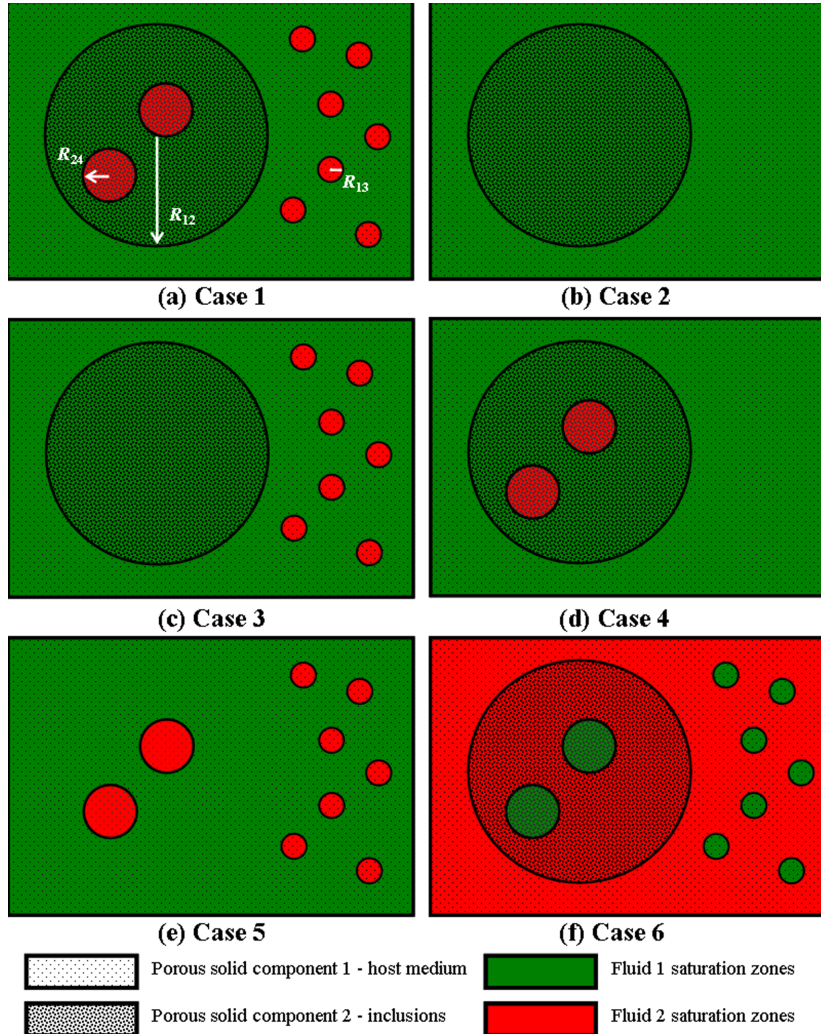 R24
R12
R13
(a) Case 1
(b) Case 2
(c) Case 3
(d) Case 4
(e) Case 5
(f) Case 6
Porous solid component 1 - host medium
Fluid 1 saturation zones
Porous solid component 2 - inclusions
Fluid 2 saturation zones